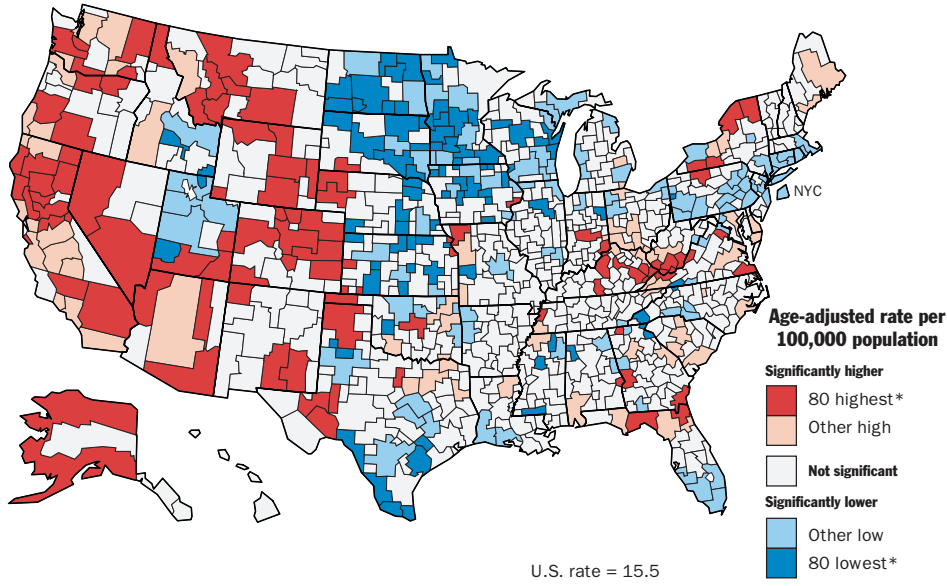 NYC
Age-adjusted rate per
100,000 population
Significantly higher
80 highest*
Other high
Not significant
Significantly lower
Other low
80 lowest*
U.S. rate = 15.5